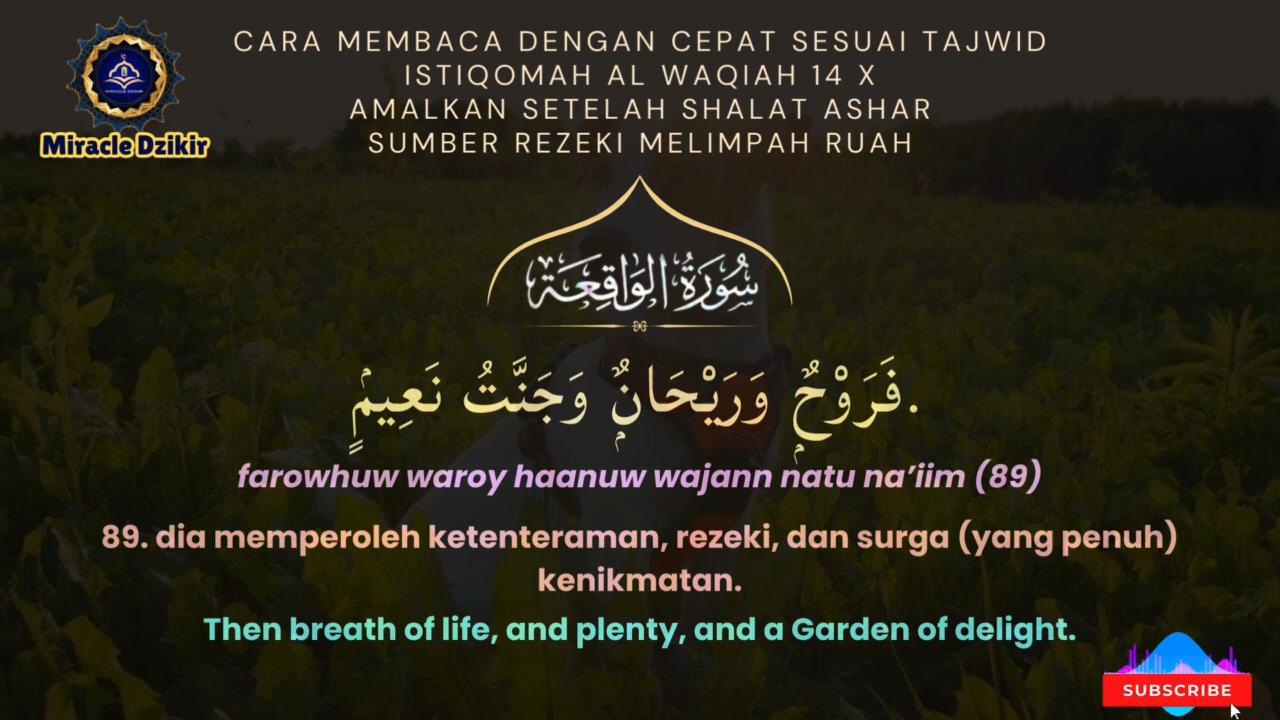 CARA MEMBACA DENGAN CEPAT SESUAI TAJWID
ISTIQOMAH AL WAQIAH 14 X
AMALKAN SETELAH SHALAT ASHAR
SUMBER REZEKI MELIMPAH RUAH
MIRACLE DZIKIR
Miracle Dzikir
سُورَةُ الوَاقِعَة
فَرَوْحٌۭ وَرَيْحَانٌۭ وَجَنَّتُ نَعِيمٍۢ.
farowhuw waroy haanuw wajann natu na’iim (89)
89. dia memperoleh ketenteraman, rezeki, dan surga (yang penuh)
kenikmatan.
Then breath of life, and plenty, and a Garden of delight.
SUBSCRIBE